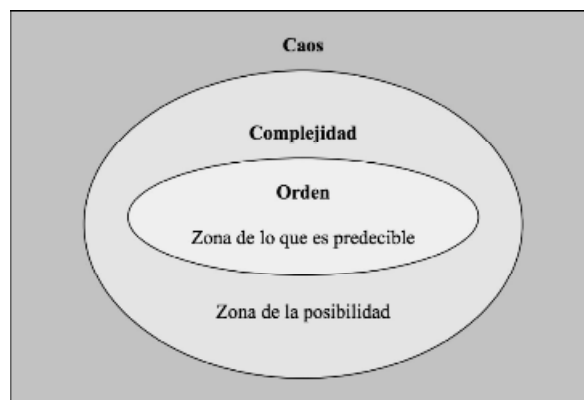 Caos
Complejidad
Orden
Zona de lo que es predecible
Zona de la posibilidad